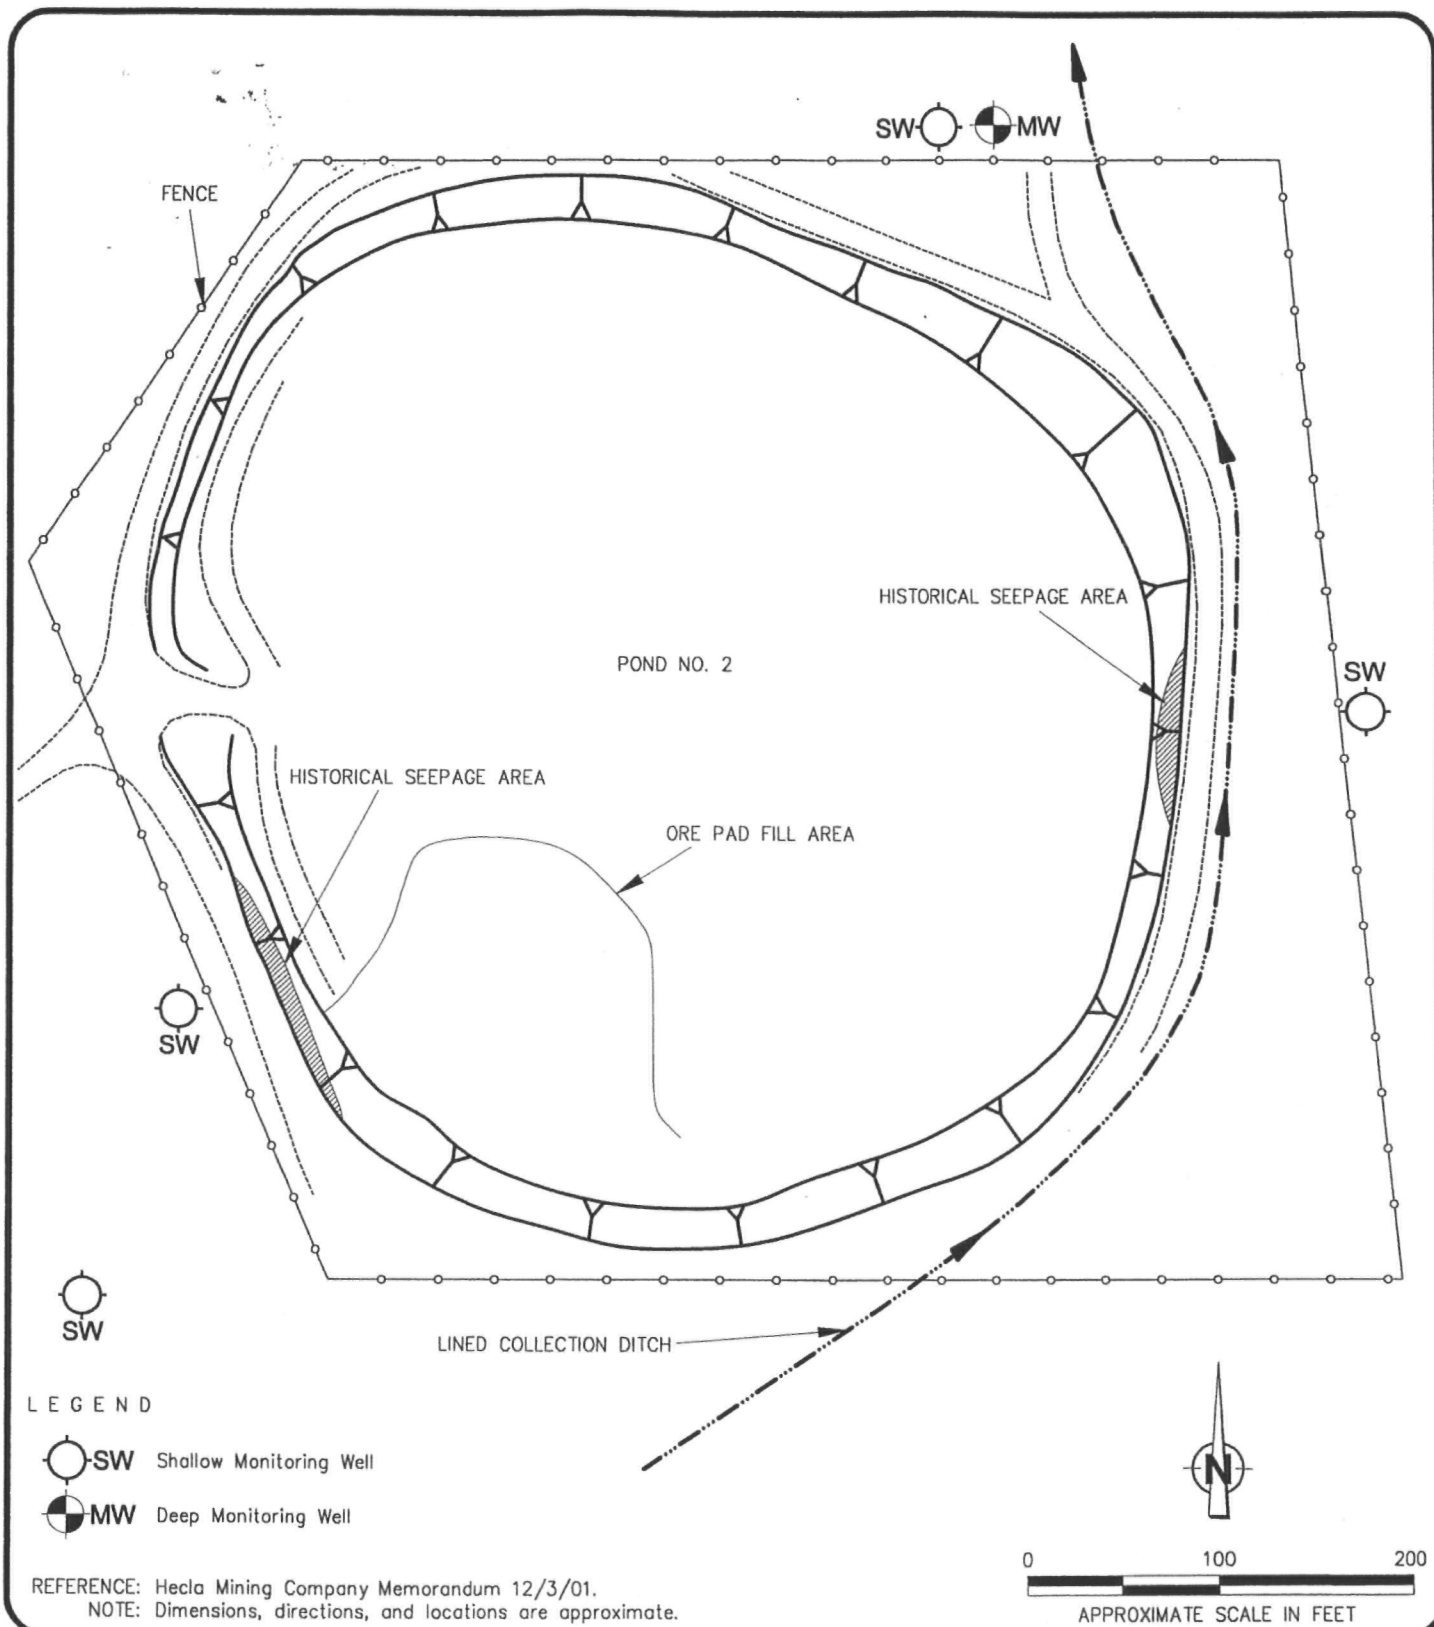 SW MW
FENCE
HISTORICAL SEEPAGE AREA
POND NO. 2
SW
HISTORICAL SEEPAGE AREA
ORE PAD FILL AREA
SW
SW
LINED COLLECTION DITCH
LEGEND
SW Shallow Monitoring Well
MW Deep Monitoring Well
N
0 100 200
APPROXIMATE SCALE IN FEET
REFERENCE: Hecla Mining Company Memorandum 12/3/01.
NOTE: Dimensions, directions, and locations are approximate.